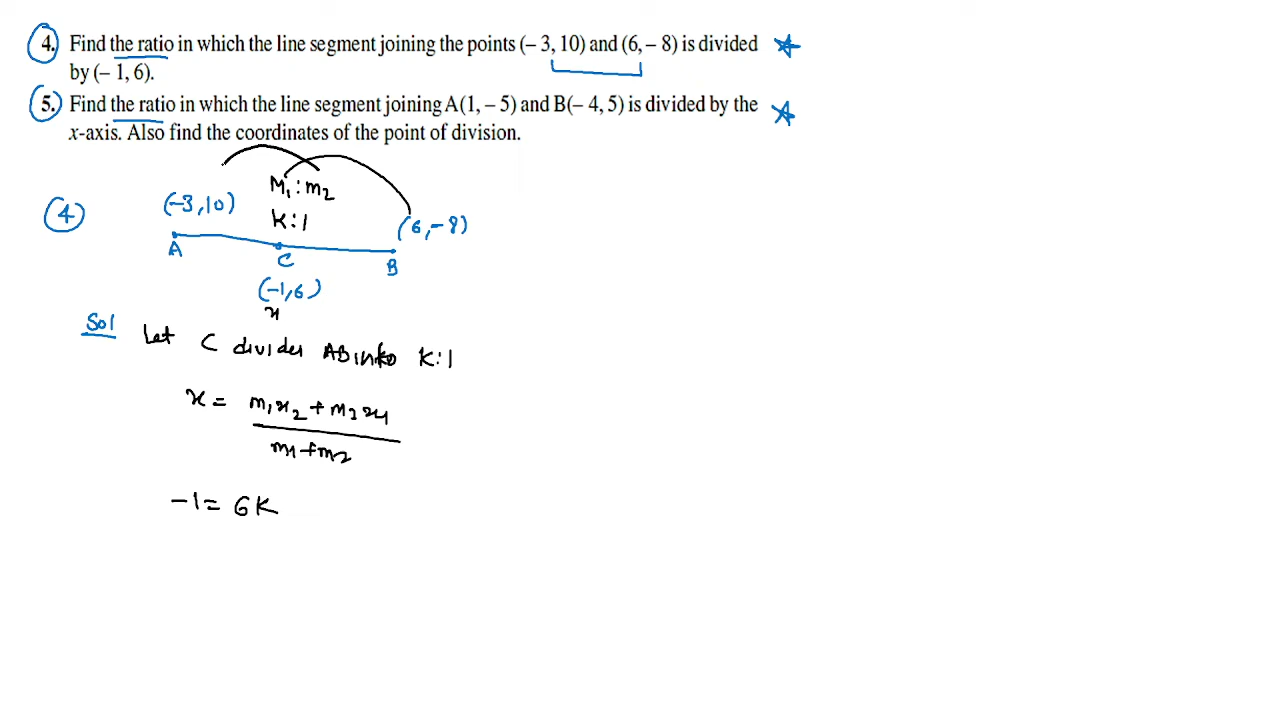 4. Find the ratio in which the line segment joining the points (– 3, 10) and (6, – 8) is divided
by (– 1, 6).
5. Find the ratio in which the line segment joining A(1, – 5) and B(– 4, 5) is divided by the
x-axis. Also find the coordinates of the point of division.
(4)
(-3,10)
M1:m2
K:1
(6,-8)
A
C
B
(-1,6)
x
Sol
Let C divides AB into K:1
x = m1x2+m2x1
m1+m2
-1= 6K